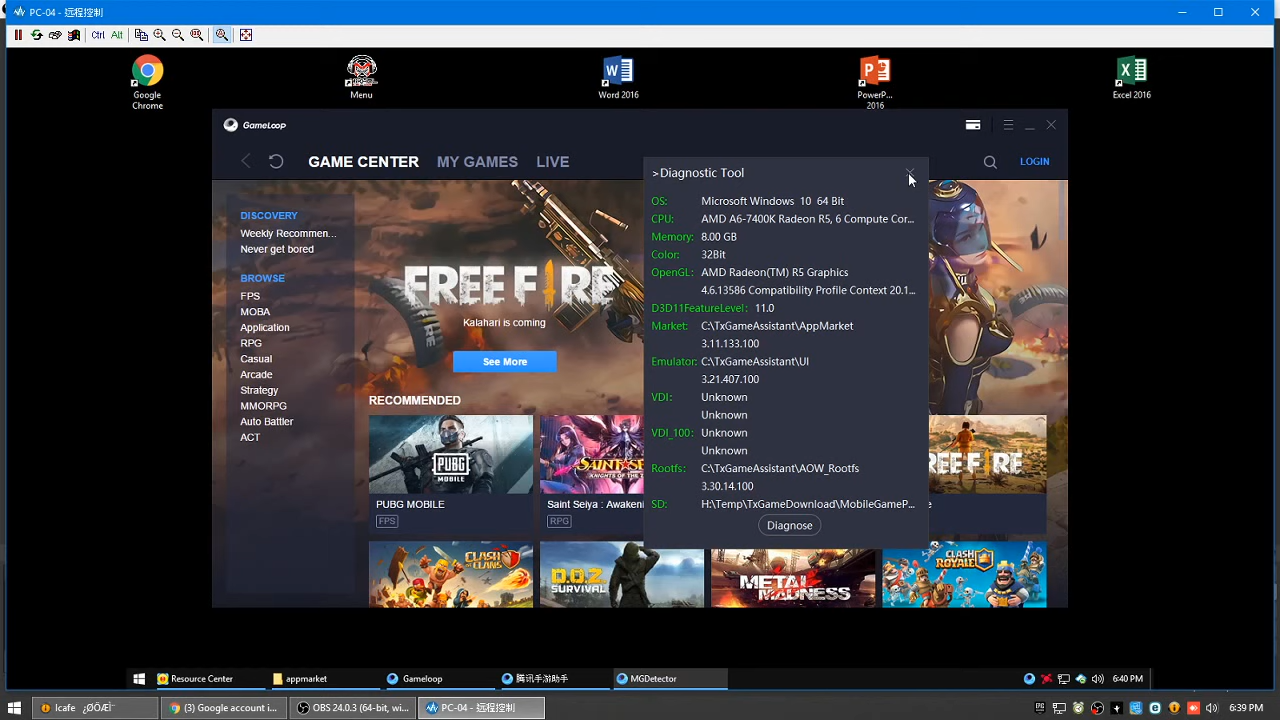 PC-04 - 远程控制
Ctrl Alt
Google
Chrome
Menu
Word 2016
PowerP...
2016
Excel 2016
GameLoop
GAME CENTER MY GAMES LIVE
LOGIN
DISCOVERY
Weekly Recommen...
Never get bored
BROWSE
FPS
MOBA
Application
RPG
Casual
Arcade
Strategy
MMORPG
Auto Battler
ACT
FREE FIRE
Kalahari is coming
See More
RECOMMENDED
PUBG
MOBILE
PUBG MOBILE
FPS
SAINT SE
KNIGHTS OF THE
Saint Seiya : Awakeni
RPG
>Diagnostic Tool
OS: Microsoft Windows 10 64 Bit
CPU: AMD A6-7400K Radeon R5, 6 Compute Cor...
Memory: 8.00 GB
Color: 32Bit
OpenGL: AMD Radeon(TM) R5 Graphics
4.6.13586 Compatibility Profile Context 20.1...
D3D11FeatureLevel: 11.0
Market: C:\TxGameAssistant\AppMarket
3.11.133.100
Emulator: C:\TxGameAssistant\UI
3.21.407.100
VDI: Unknown
Unknown
VDI_100: Unknown
Unknown
Rootfs: C:\TxGameAssistant\AOW_Rootfs
3.30.14.100
SD: H:\Temp\TxGameDownload\MobileGameP...
Diagnose
EE FIRE
e
CLASH OF CLANS
D.O.Z
SURVIVAL
METAL
MADNESS
CLASH
ROYALE
Resource Center appmarket Gameloop 腾讯手游助手 MGDetector 6:40 PM
Icafe ¿ØÖÆÌ¨ (3) Google account i... OBS 24.0.3 (64-bit, w... PC-04 - 远程控制 6:39 PM